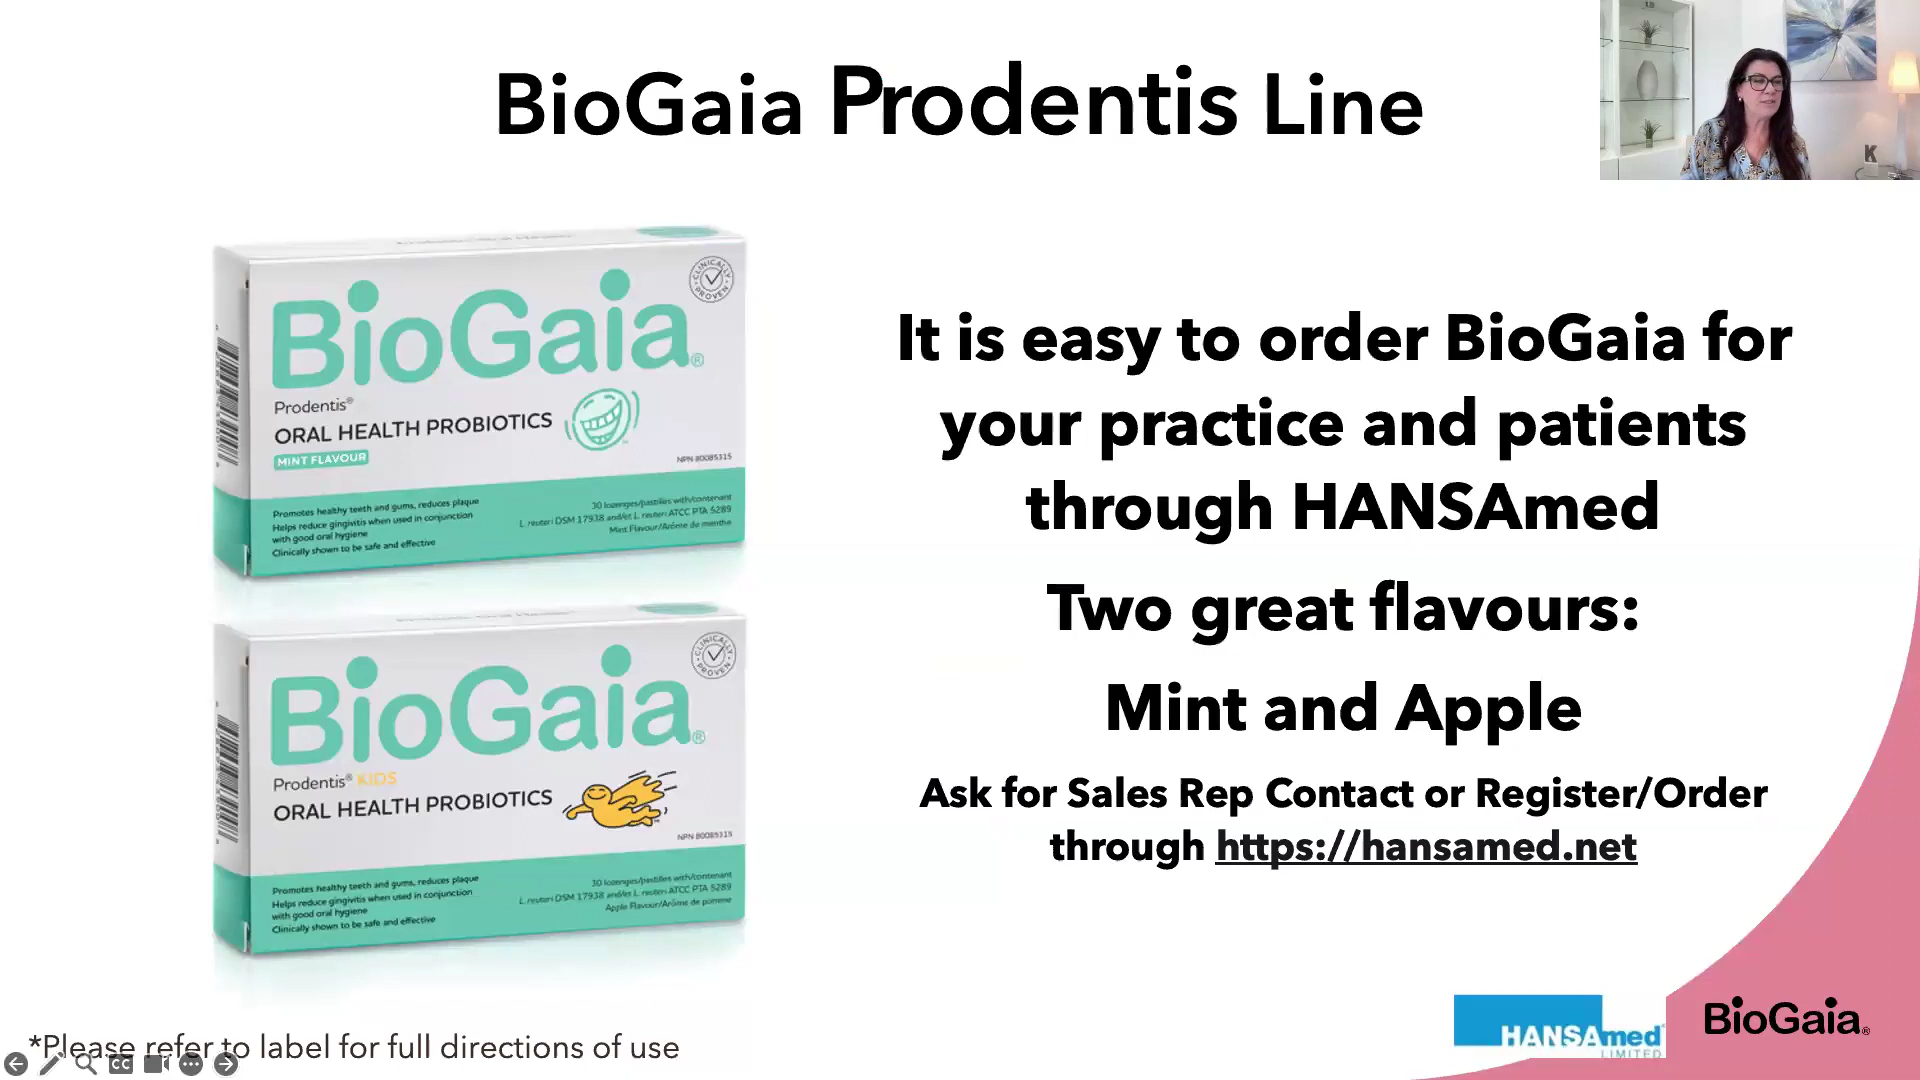 BioGaia Prodentis Line
K
BioGaia®
CLINICALLY PROVEN
Prodentis®
ORAL HEALTH PROBIOTICS
MINT FLAVOUR
NPN 80085315
Promotes healthy teeth and gums, reduces plaque
Helps reduce gingivitis when used in conjunction
with good oral hygiene
Clinically shown to be safe and effective
30 lozenges/pastilles with/contenant
L. reuteri DSM 17938 and/et L. reuteri ATCC PTA 5289
Mint Flavour/Arôme de menthe
BioGaia®
CLINICALLY PROVEN
Prodentis® KIDS
ORAL HEALTH PROBIOTICS
NPN 80085315
Promotes healthy teeth and gums, reduces plaque
Helps reduce gingivitis when used in conjunction
with good oral hygiene
Clinically shown to be safe and effective
30 lozenges/pastilles with/contenant
L. reuteri DSM 17938 and/et L. reuteri ATCC PTA 5289
Apple Flavour/Arôme de pomme
It is easy to order BioGaia for
your practice and patients
through HANSAmed
Two great flavours:
Mint and Apple
Ask for Sales Rep Contact or Register/Order
through https://hansamed.net
*Please refer to label for full directions of use
CC
HANSAmed
LIMITED
BioGaia®